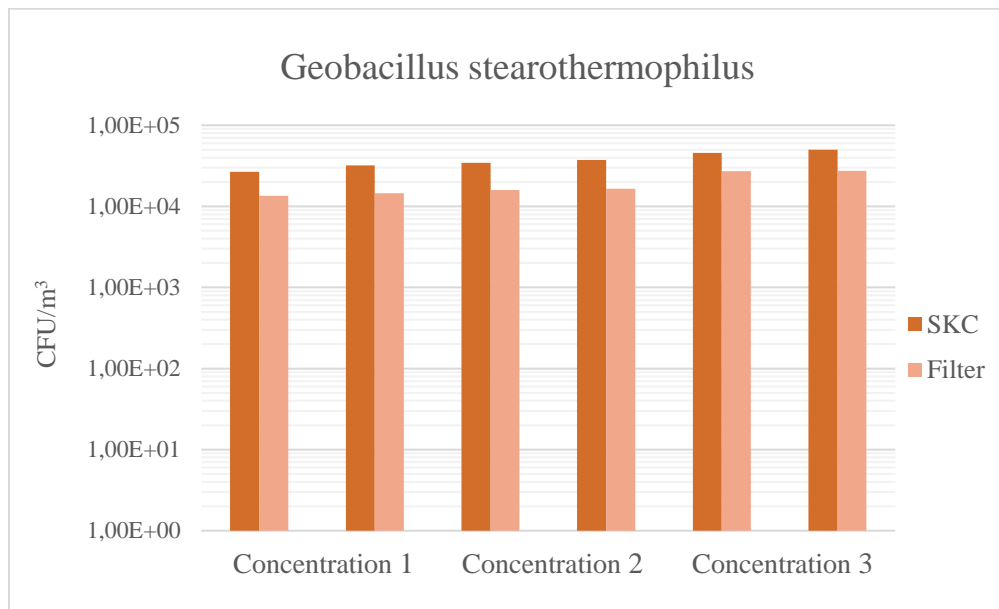 Geobacillus stearothermophilus
1,00E+05
1,00E+04
1,00E+03
1,00E+02
1,00E+01
1,00E+00
CFU/m³
SKC
Filter
Concentration 1
Concentration 2
Concentration 3